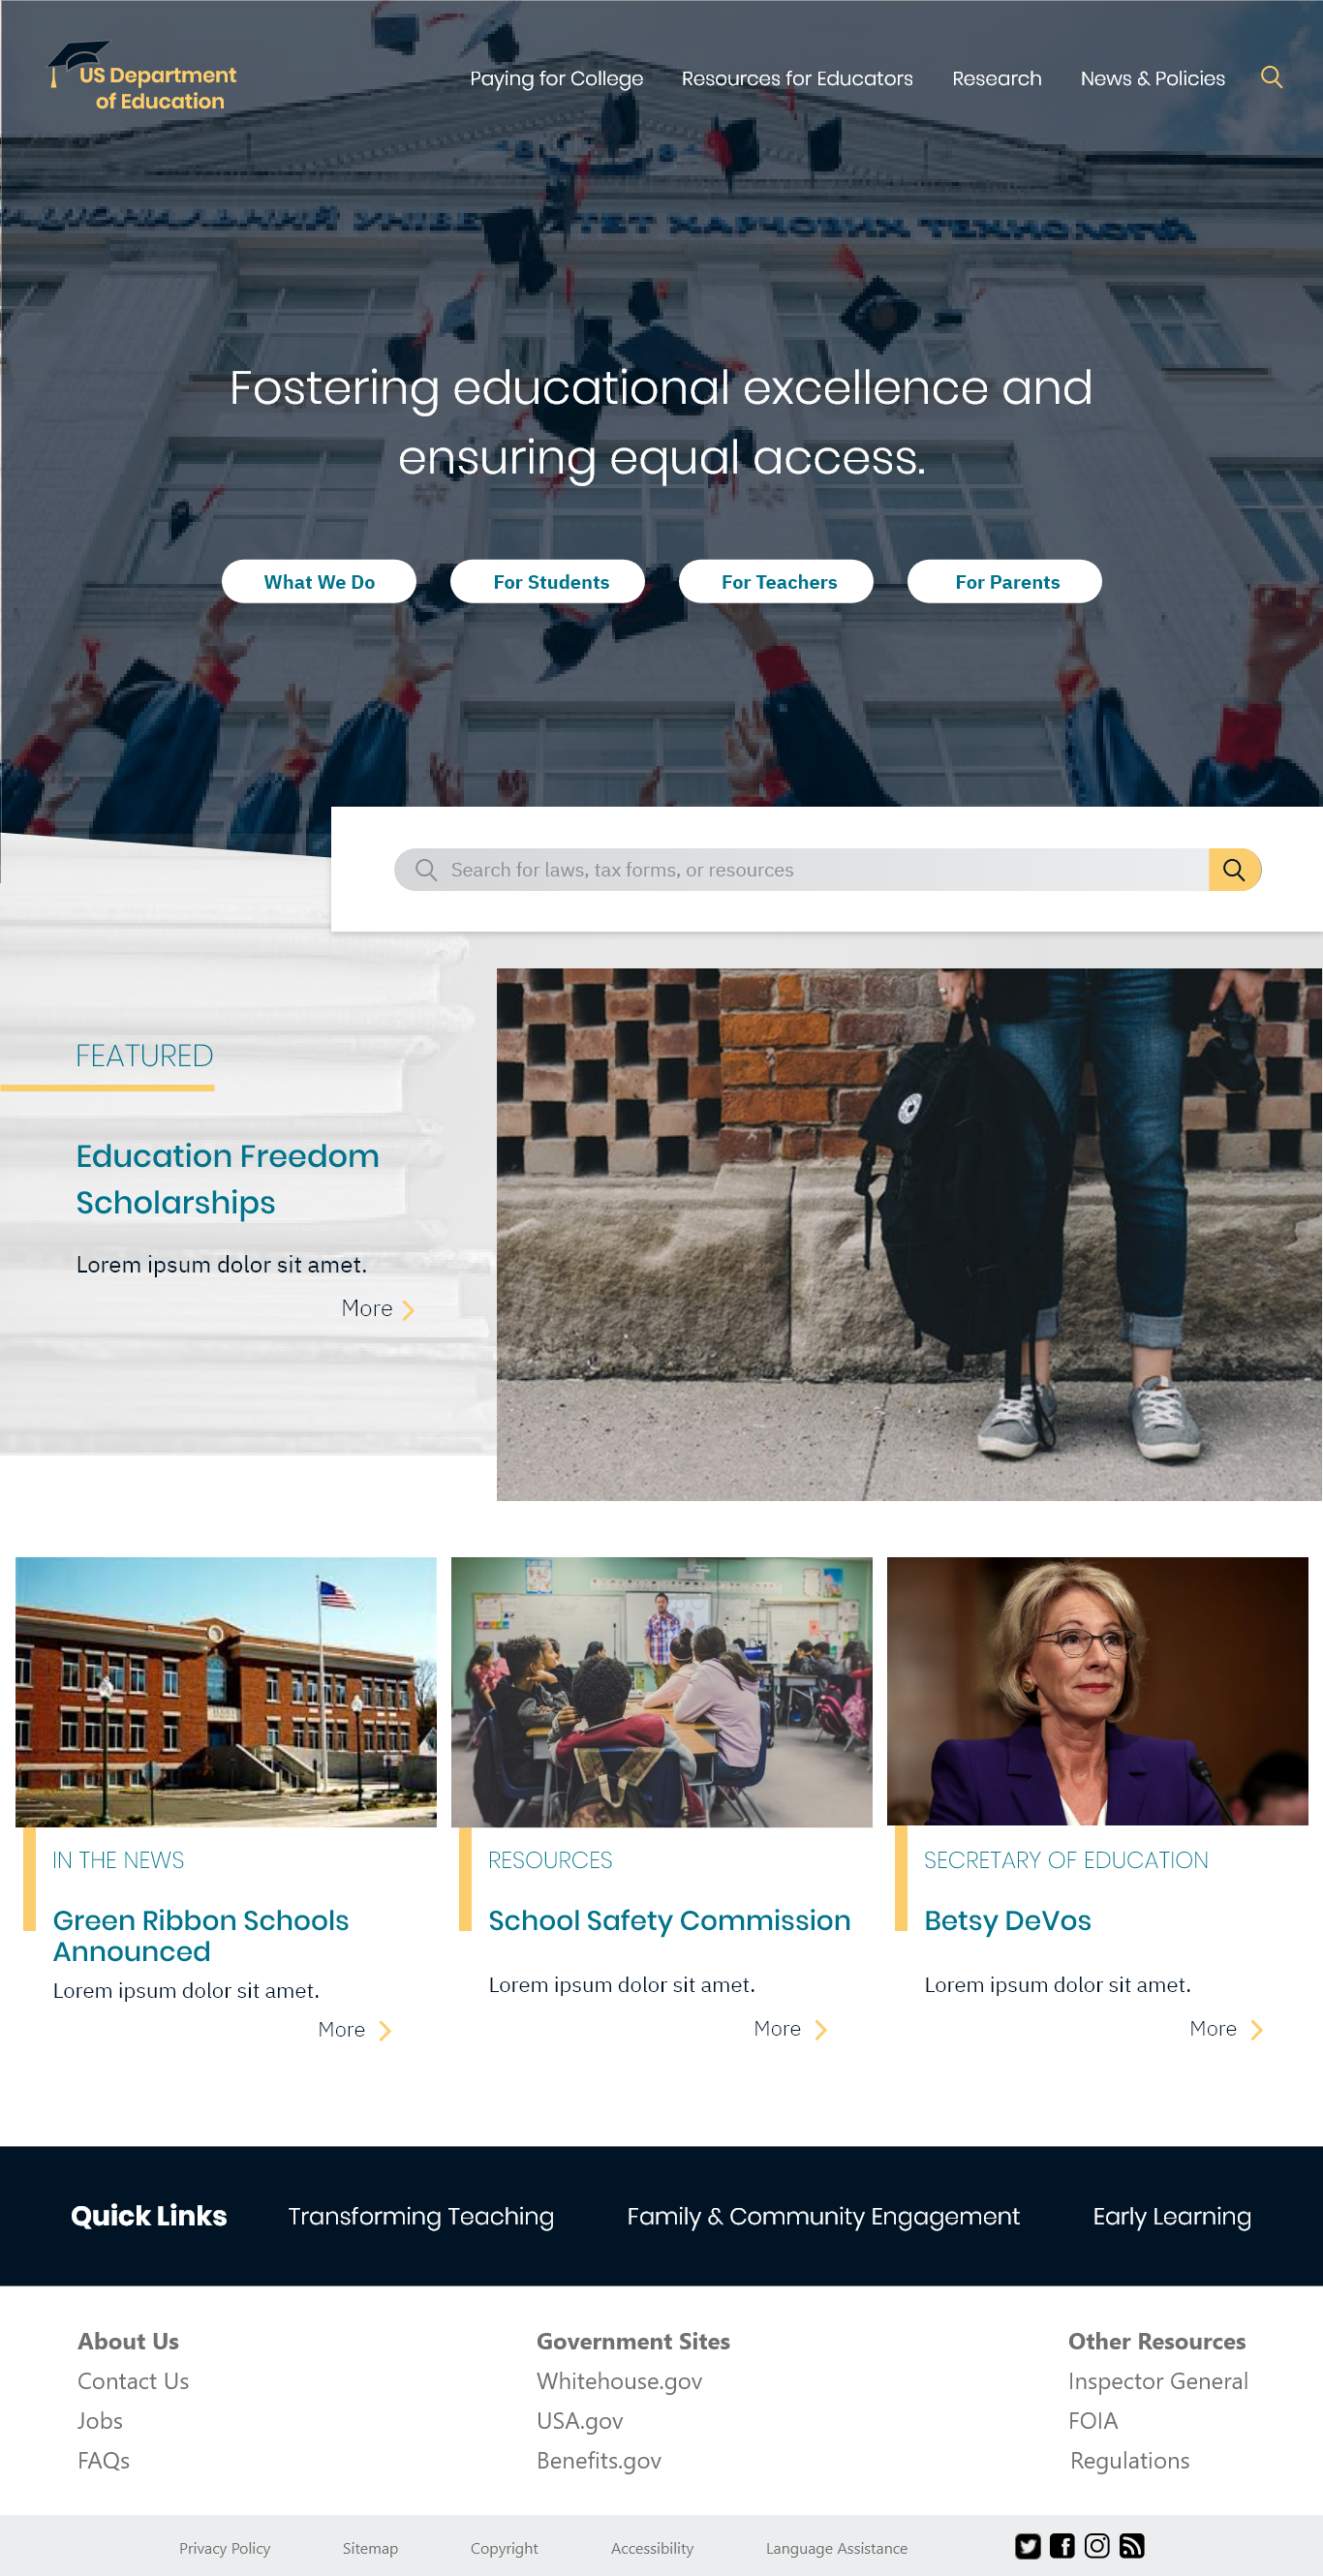 US Department
of Education
Paying for College
Resources for Educators
Research
News & Policies
ТЕТ ХАРЧОВИХ ТЕХНОЛОГІЙ
Fostering educational excellence and
ensuring equal access.
What We Do
For Students
For Teachers
For Parents
Search for laws, tax forms, or resources
FEATURED
Education Freedom
Scholarships
Lorem ipsum dolor sit amet.
More
IN THE NEWS
Green Ribbon Schools
Announced
Lorem ipsum dolor sit amet.
More
RESOURCES
School Safety Commission
Lorem ipsum dolor sit amet.
More
SECRETARY OF EDUCATION
Betsy DeVos
Lorem ipsum dolor sit amet.
More
Quick Links
Transforming Teaching
Family & Community Engagement
Early Learning
About Us
Contact Us
Jobs
FAQs
Government Sites
Whitehouse.gov
USA.gov
Benefits.gov
Other Resources
Inspector General
FOIA
Regulations
Privacy Policy
Sitemap
Copyright
Accessibility
Language Assistance